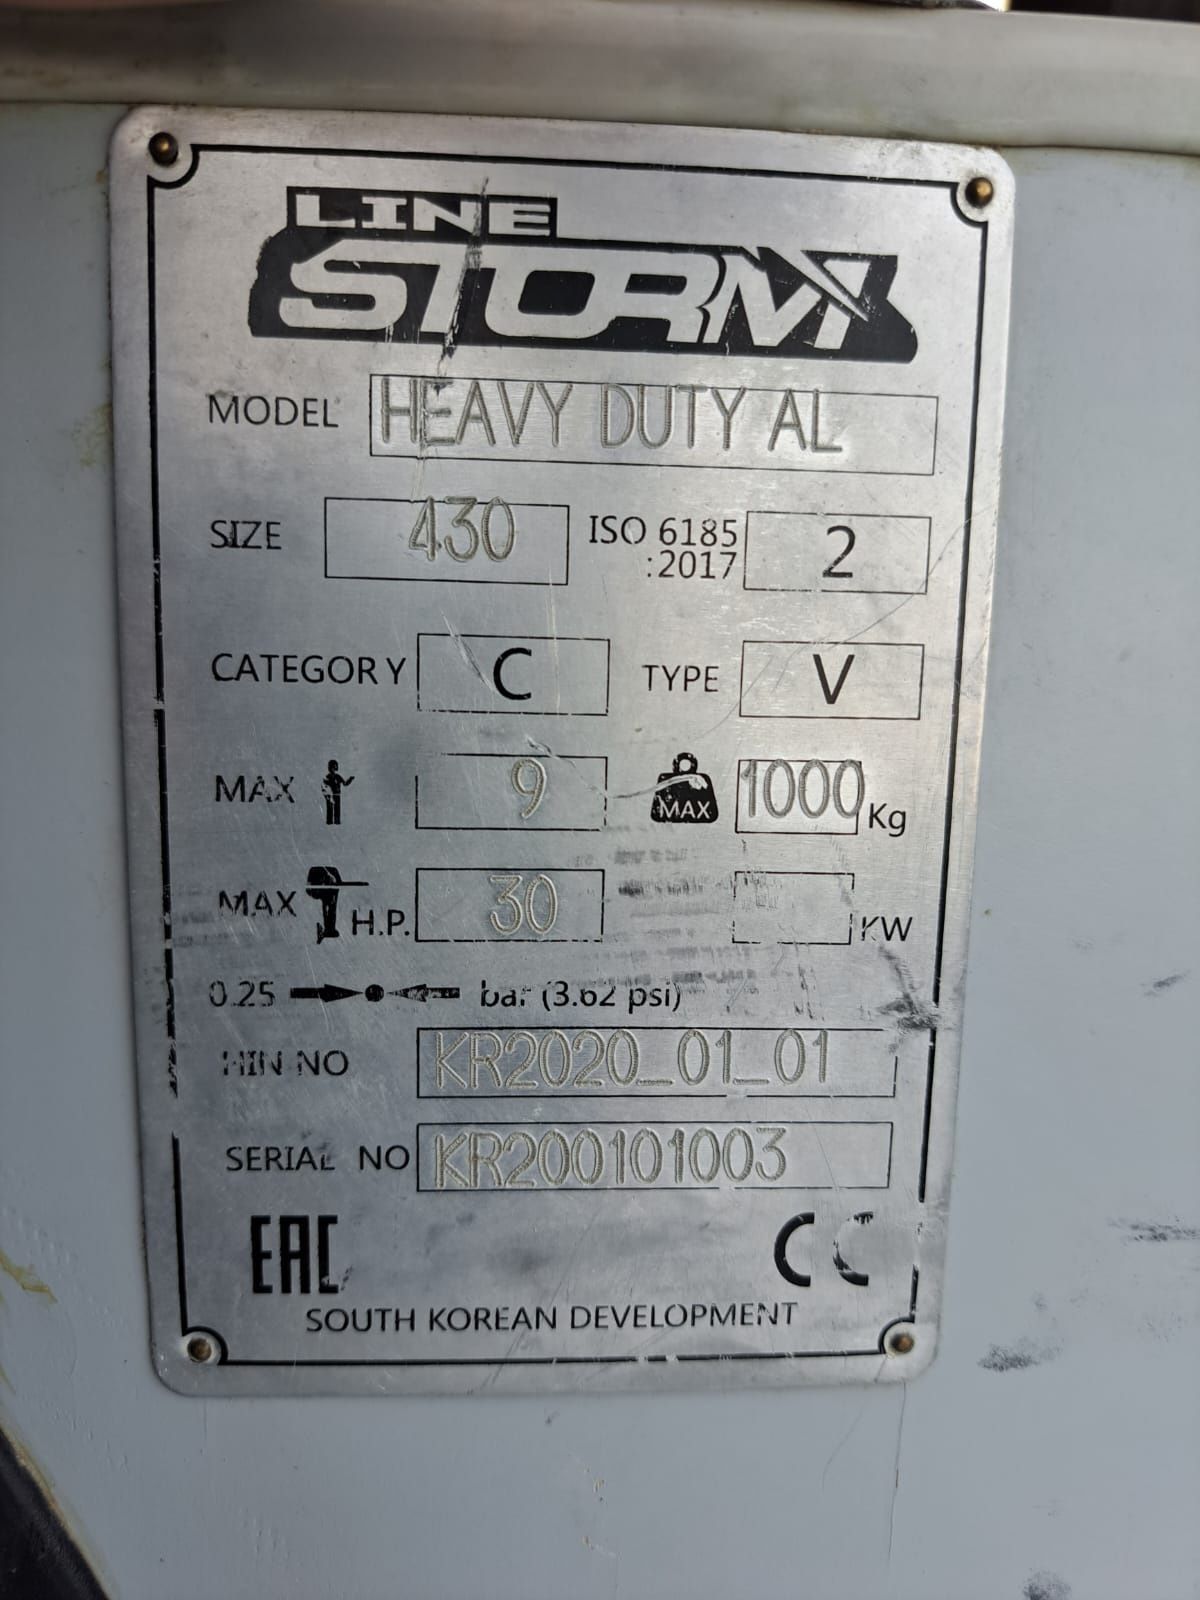 LINE
STORM
MODEL HEAVY DUTY AL
SIZE 430 ISO 6185 :2017 2
CATEGORY C TYPE V
MAX 9 MAX 1000 Kg
MAX H.P. 30 KW
0.25 bar (3.62 psi)
HIN NO KR2020_01_01
SERIAL NO KR200101003
EAC CE
SOUTH KOREAN DEVELOPMENT